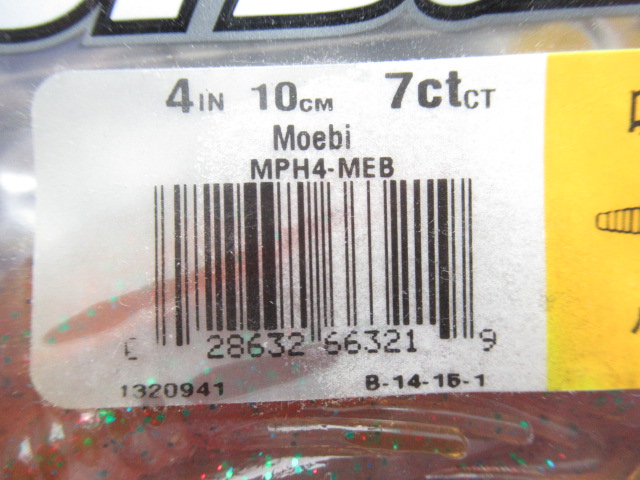 4IN 10CM 7ctCT
Moebi
MPH4-MEB
28632 66321 9
1320941 B-14-15-1